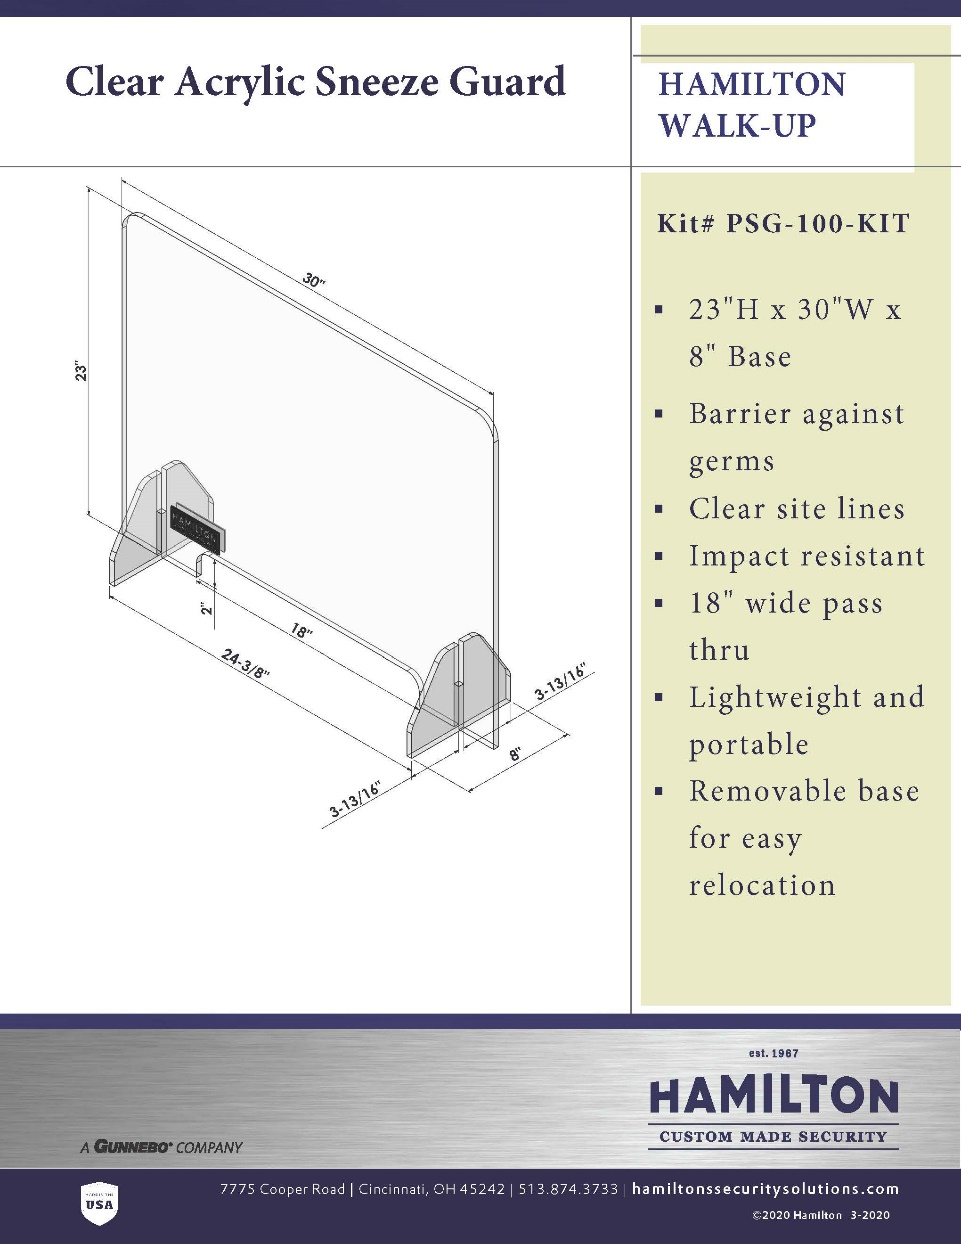 Clear Acrylic Sneeze Guard
HAMILTON
WALK-UP
30"
23"
HAMILTON
2"
18"
24-3/8"
3-13/16"
8"
3-13/16"
Kit# PSG-100-KIT
▪ 23"H x 30"W x
8" Base
▪ Barrier against
germs
▪ Clear site lines
▪ Impact resistant
▪ 18" wide pass
thru
▪ Lightweight and
portable
▪ Removable base
for easy
relocation
est. 1967
HAMILTON
CUSTOM MADE SECURITY
A GUNNEBO® COMPANY
USA
7775 Cooper Road | Cincinnati, OH 45242 | 513.874.3733 | hamiltonssecuritysolutions.com
©2020 Hamilton 3-2020